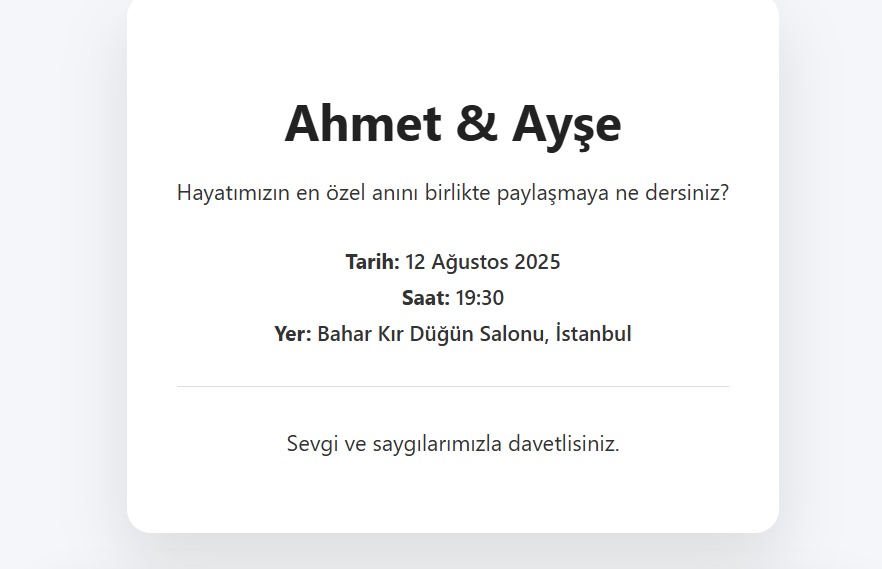 Ahmet & Ayşe
Hayatımızın en özel anını birlikte paylaşmaya ne dersiniz?
Tarih: 12 Ağustos 2025
Saat: 19:30
Yer: Bahar Kır Düğün Salonu, İstanbul
Sevgi ve saygılarımızla davetlisiniz.